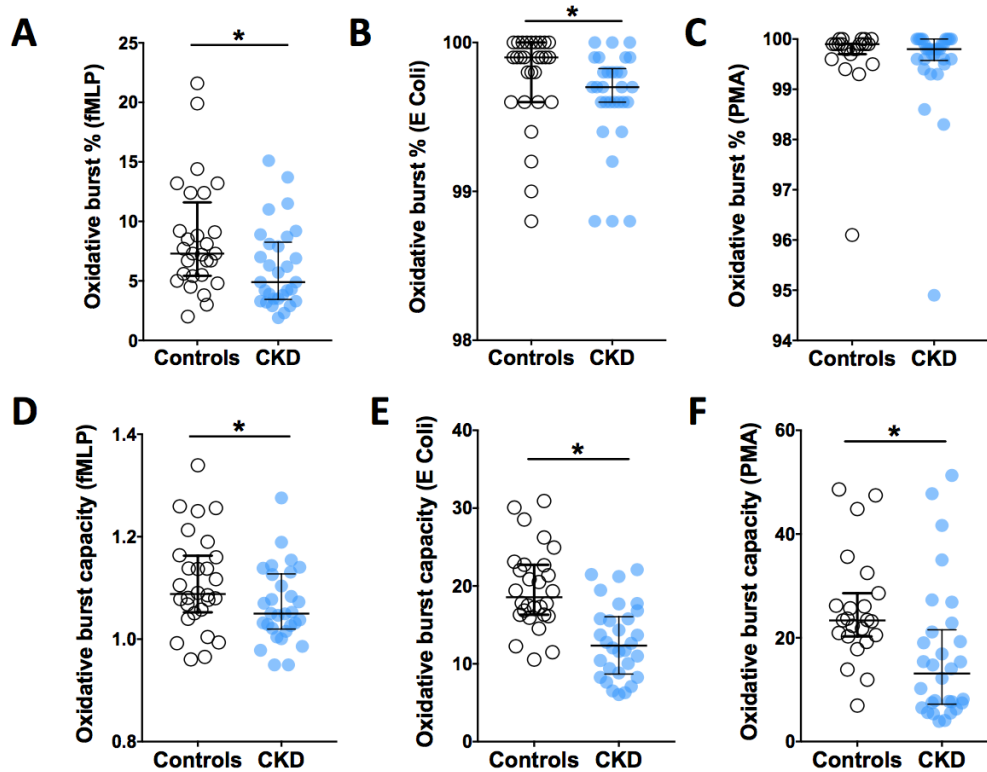 A
Oxidative burst % (fMLP)
25
20
15
10
5
0
*
Controls
CKD
B
Oxidative burst % (E Coli)
100
99
98
*
Controls
CKD
C
Oxidative burst % (PMA)
100
99
98
97
96
95
94
Controls
CKD
D
Oxidative burst capacity (fMLP)
1.4
1.2
1.0
0.8
*
Controls
CKD
E
Oxidative burst capacity (E Coli)
40
30
20
10
0
*
Controls
CKD
F
Oxidative burst capacity (PMA)
60
40
20
0
*
Controls
CKD